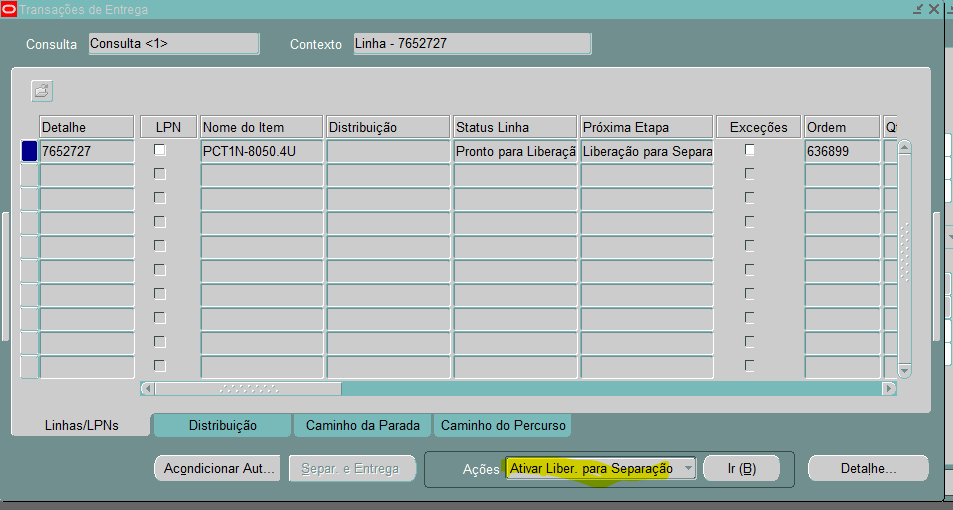 Transações de Entrega
Consulta Consulta <1> Contexto Linha - 7652727
Detalhe LPN Nome do Item Distribuição Status Linha Próxima Etapa Exceções Ordem
7652727 PCT1N-8050.4U Pronto para Liberaçã Liberação para Separa 636899
Linhas/LPNs Distribuição Caminho da Parada Caminho do Percurso
Acondicionar Aut... Separ. e Entrega Ações Ativar Liber. para Separação Ir (B) Detalhe...